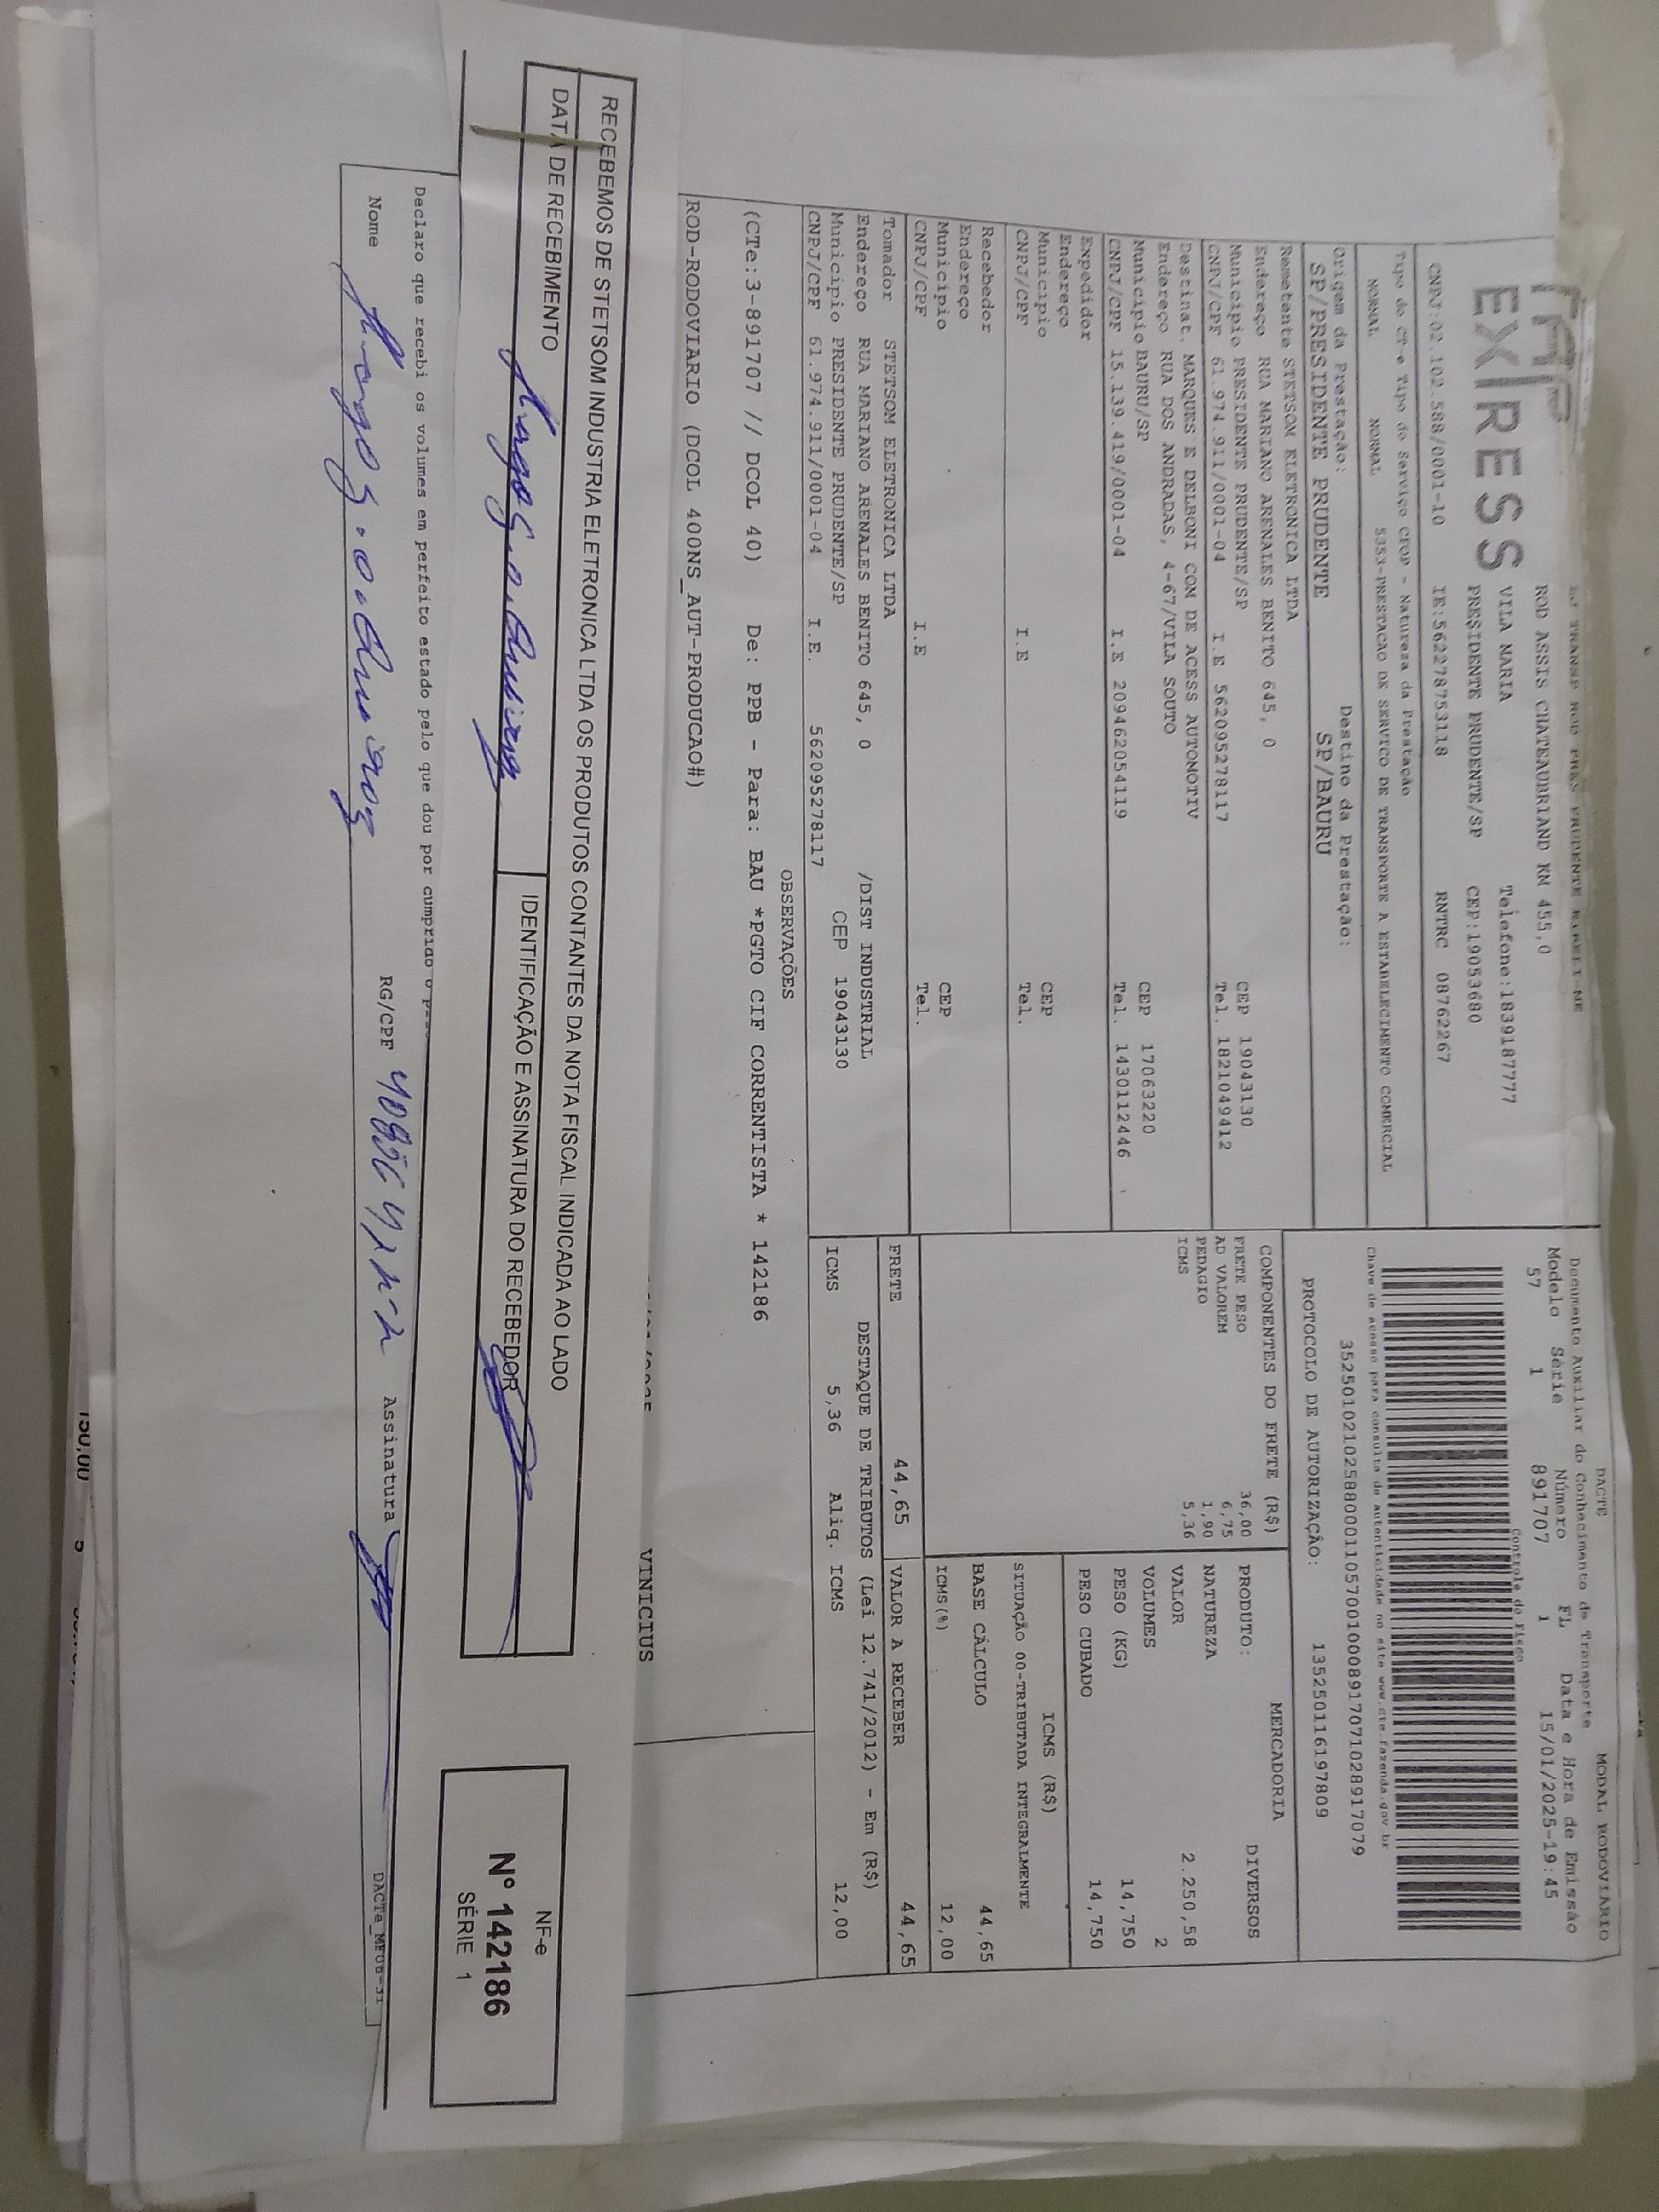 DACTE
MODAL RODOVIÁRIO
Documento Auxiliar do Conhecimento de Transporte
Modelo Série Número FL Data e Hora de Emissão
57 1 891707 1 15/01/2025-19:45
Controle do Fisco
EXPRESS
TRANSP ROD PRES PRUDENTE
ROD ASSIS CHATEAUBRIAND KM 455,0
VILA MARIA Telefone:1839187777
PRESIDENTE PRUDENTE/SP CEP:19053680
CNPJ:02.102.588/0001-10 IE:562278753118 RNTRC 08762267
Chave de acesso para consulta de autenticidade no site www.cte.fazenda.gov.br
35250102102588000110570010008917071028917079
PROTOCOLO DE AUTORIZAÇÃO: 135250116197809
Tipo do CT-e Tipo do Serviço CFOP - Natureza da Prestação
NORMAL NORMAL 5353-PRESTACAO DE SERVICO DE TRANSPORTE A ESTABELECIMENTO COMERCIAL
Origem da Prestação: Destino da Prestação:
SP/PRESIDENTE PRUDENTE SP/BAURU
Remetente STETSOM ELETRONICA LTDA
Endereço RUA MARIANO ARENALES BENITO 645, 0
Municipio PRESIDENTE PRUDENTE/SP CEP 19043130
CNPJ/CPF 61.974.911/0001-04 I.E 562095278117 Tel. 1821049412
Destinat. MARQUES E DELBONI COM DE ACESS AUTOMOTIV
Endereço RUA DOS ANDRADAS, 4-67/VILA SOUTO
Municipio BAURU/SP CEP 17063220
CNPJ/CPF 15.139.419/0001-04 I.E 209462054119 Tel. 1430112446
Expedidor
Endereço
Municipio CEP
CNPJ/CPF I.E Tel.
Recebedor
Endereço
Municipio CEP
CNPJ/CPF I.E Tel.
Tomador STETSOM ELETRONICA LTDA
Endereço RUA MARIANO ARENALES BENITO 645, 0 /DIST INDUSTRIAL
Municipio PRESIDENTE PRUDENTE/SP CEP 19043130
CNPJ/CPF 61.974.911/0001-04 I.E. 562095278117
COMPONENTES DO FRETE (R$)
FRETE PESO 36,00
AD VALOREM 6,75
PEDAGIO 1,90
ICMS 5,36
MERCADORIA
PRODUTO: DIVERSOS
NATUREZA
VALOR 2.250,58
VOLUMES 2
PESO (KG) 14,750
PESO CUBADO 14,750
ICMS (R$)
SITUAÇÃO 00-TRIBUTADA INTEGRALMENTE
BASE CÁLCULO 44,65
ICMS(%) 12,00
FRETE 44,65 VALOR A RECEBER 44,65
DESTAQUE DE TRIBUTOS (Lei 12.741/2012) - Em (R$)
ICMS 5,36 Aliq. ICMS 12,00
OBSERVAÇÕES
(CTe:3-891707 // DCOL 40) De: PPB - Para: BAU *PGTO CIF CORRENTISTA * 142186
ROD-RODOVIARIO (DCOL 400NS_AUT-PRODUCAO#)
VINICIUS
RECEBEMOS DE STETSOM INDUSTRIA ELETRONICA LTDA OS PRODUTOS CONTANTES DA NOTA FISCAL INDICADA AO LADO
DATA DE RECEBIMENTO
IDENTIFICAÇÃO E ASSINATURA DO RECEBEDOR
NF-e
N° 142186
SÉRIE 1
Declaro que recebi os volumes em perfeito estado pelo que dou por cumprido o
Nome RG/CPF Assinatura
DACTe_MF06-31
150,00 5